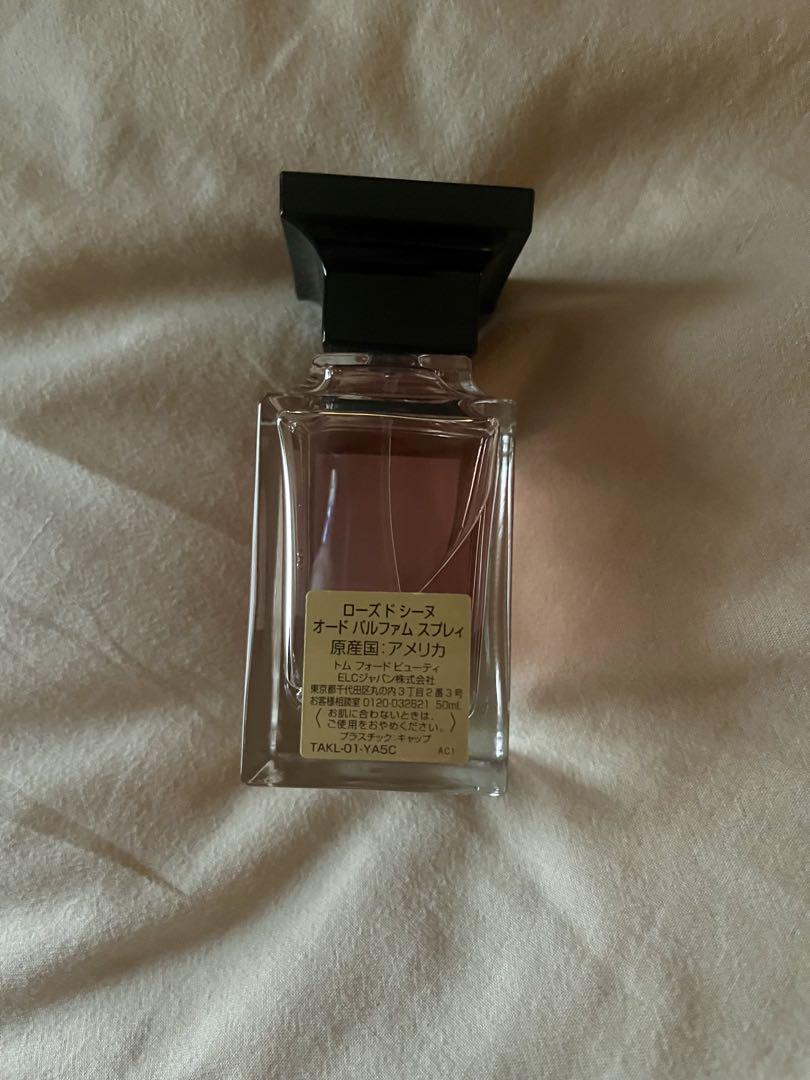 ローズ ド シーヌ
オード パルファム スプレィ
原産国:アメリカ
トム フォード ビューティ
ELCジャパン株式会社
東京都千代田区丸の内3丁目2番3号
お客様相談室 0120-032821 50mL
〈お肌に合わないときは、
ご使用をおやめください。〉
プラスチック:キャップ
TAKL-01-YA5C AC1